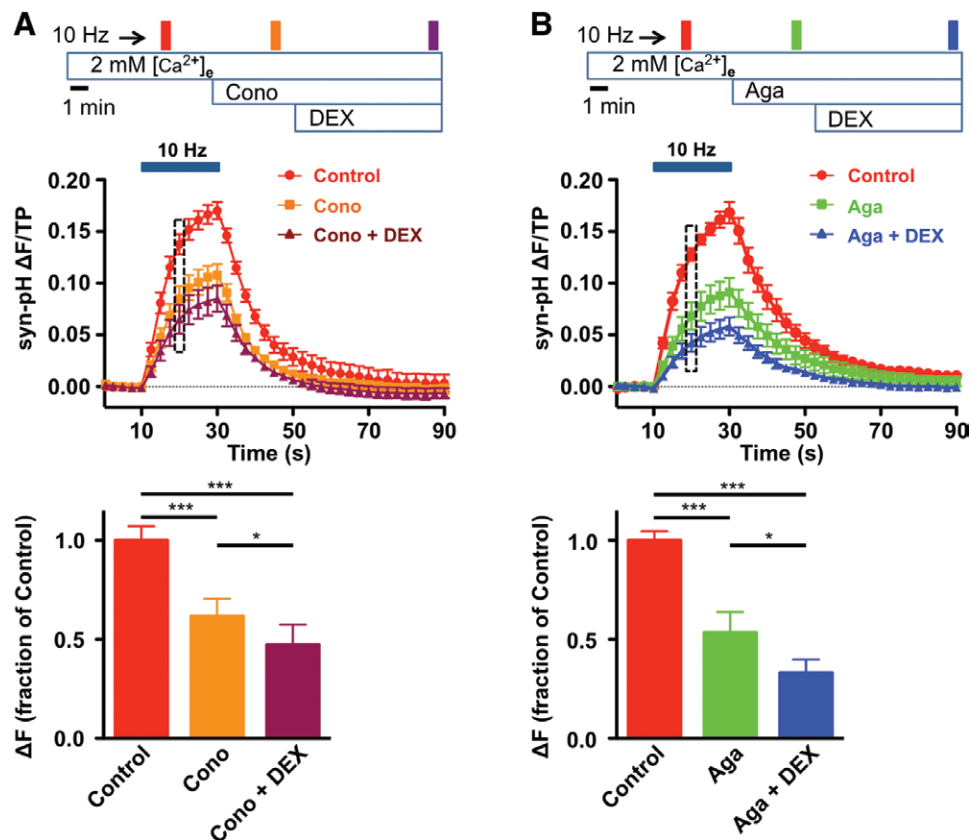 A
10 Hz →
2 mM [Ca²⁺]e
1 min
Cono
DEX
10 Hz
0.20
0.15
0.10
0.05
0.00
syn-pH ΔF/TP
Control
Cono
Cono + DEX
10 30 50 70 90
Time (s)
***
***
*
1.0
0.5
0.0
ΔF (fraction of Control)
Control
Cono
Cono + DEX
B
10 Hz →
2 mM [Ca²⁺]e
1 min
Aga
DEX
10 Hz
0.20
0.15
0.10
0.05
0.00
syn-pH ΔF/TP
Control
Aga
Aga + DEX
10 30 50 70 90
Time (s)
***
***
*
1.0
0.5
0.0
ΔF (fraction of Control)
Control
Aga
Aga + DEX